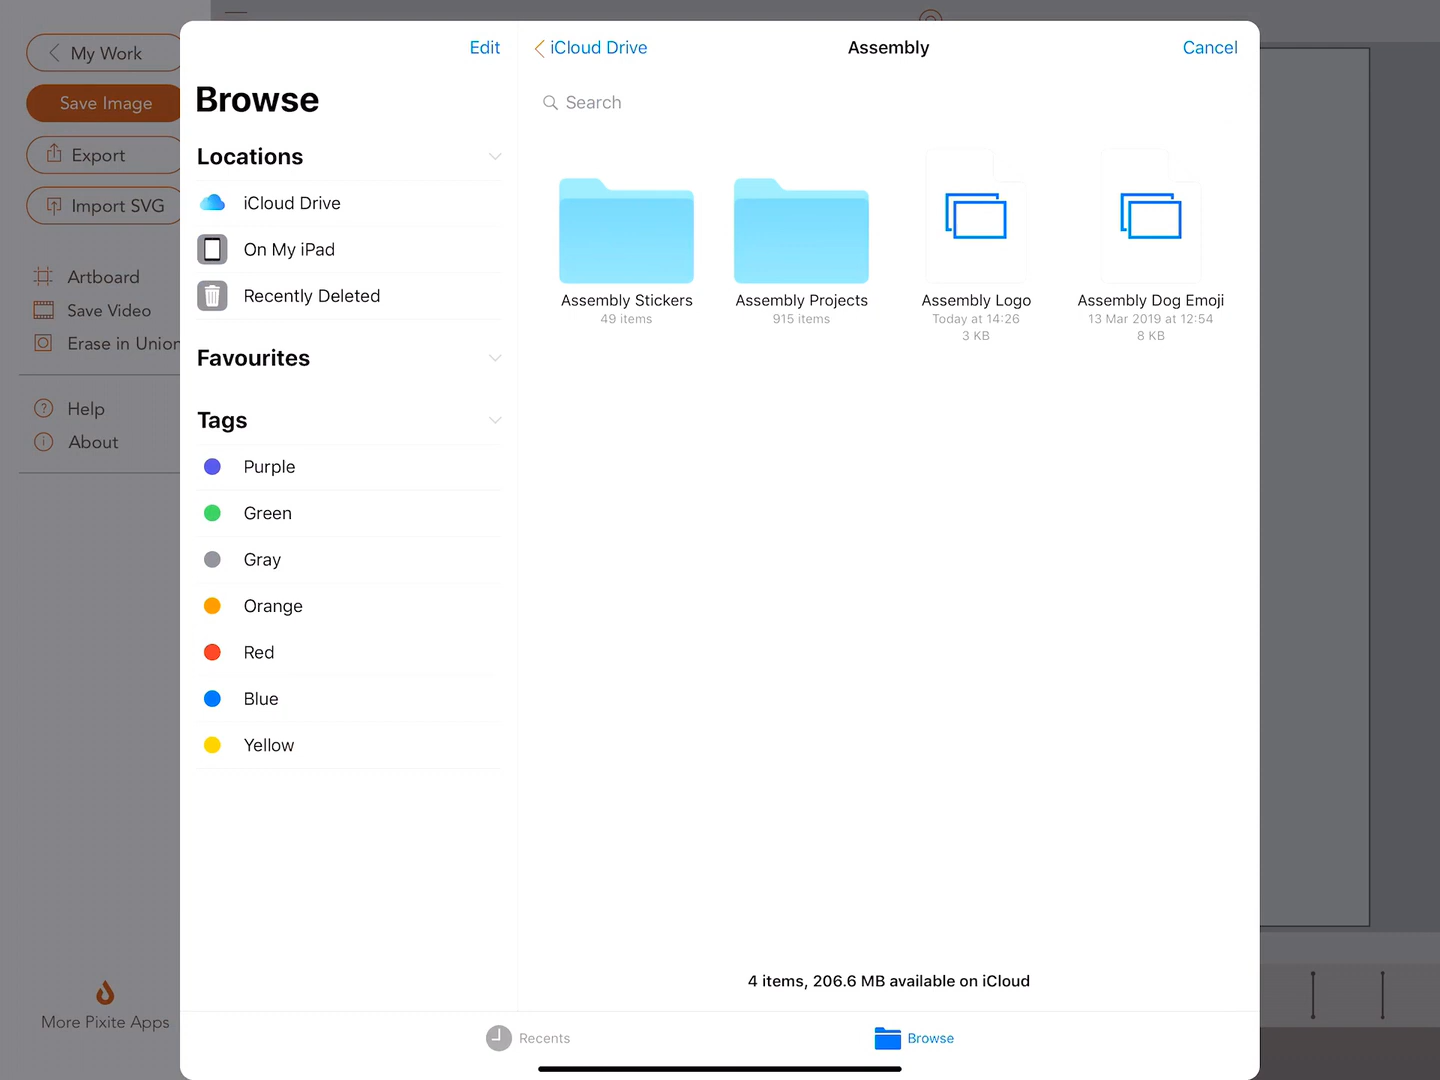 My Work
Save Image
Export
Import SVG
Artboard
Save Video
Erase in Union
Help
About
More Pixite Apps
Edit
Browse
Locations
iCloud Drive
On My iPad
Recently Deleted
Favourites
Tags
Purple
Green
Gray
Orange
Red
Blue
Yellow
iCloud Drive
Assembly
Cancel
Search
Assembly Stickers
49 items
Assembly Projects
915 items
Assembly Logo
Today at 14:26
3 KB
Assembly Dog Emoji
13 Mar 2019 at 12:54
8 KB
4 items, 206.6 MB available on iCloud
Recents
Browse